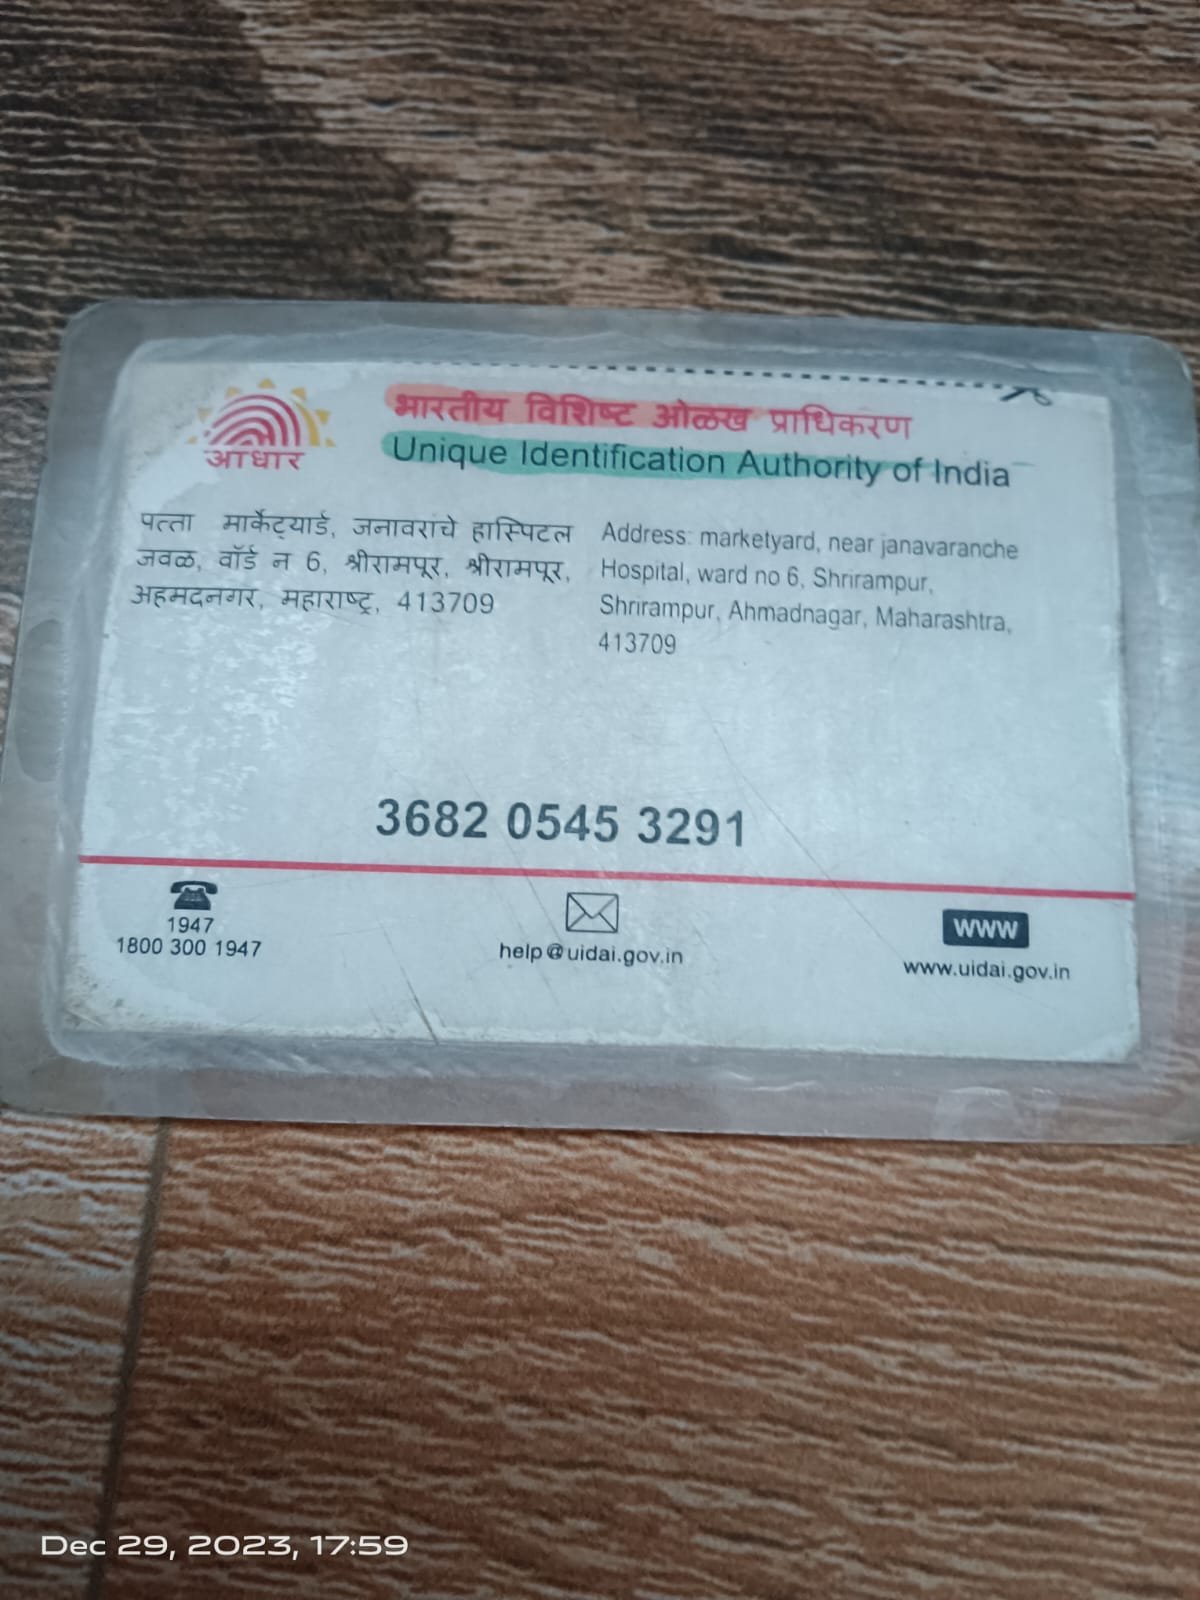 आधार
भारतीय विशिष्ट ओळख प्राधिकरण
Unique Identification Authority of India
पत्ता मार्केट्यार्ड, जनावराचे हास्पिटल
जवळ, वॉर्ड न 6, श्रीरामपूर, श्रीरामपूर,
अहमदनगर, महाराष्ट्र, 413709
Address: marketyard, near janavaranche
Hospital, ward no 6, Shrirampur,
Shrirampur, Ahmadnagar, Maharashtra,
413709
3682 0545 3291
1947
1800 300 1947
help@uidai.gov.in
WWW
www.uidai.gov.in
Dec 29, 2023, 17:59